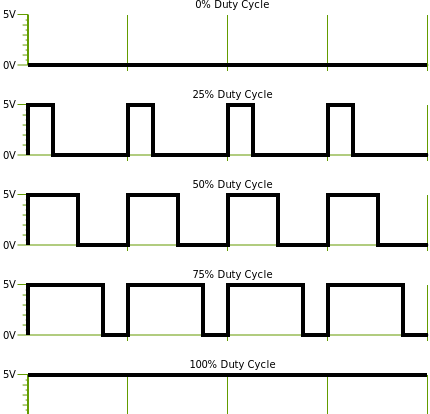 0% Duty Cycle
5V
0V
25% Duty Cycle
5V
0V
50% Duty Cycle
5V
0V
75% Duty Cycle
5V
0V
100% Duty Cycle
5V